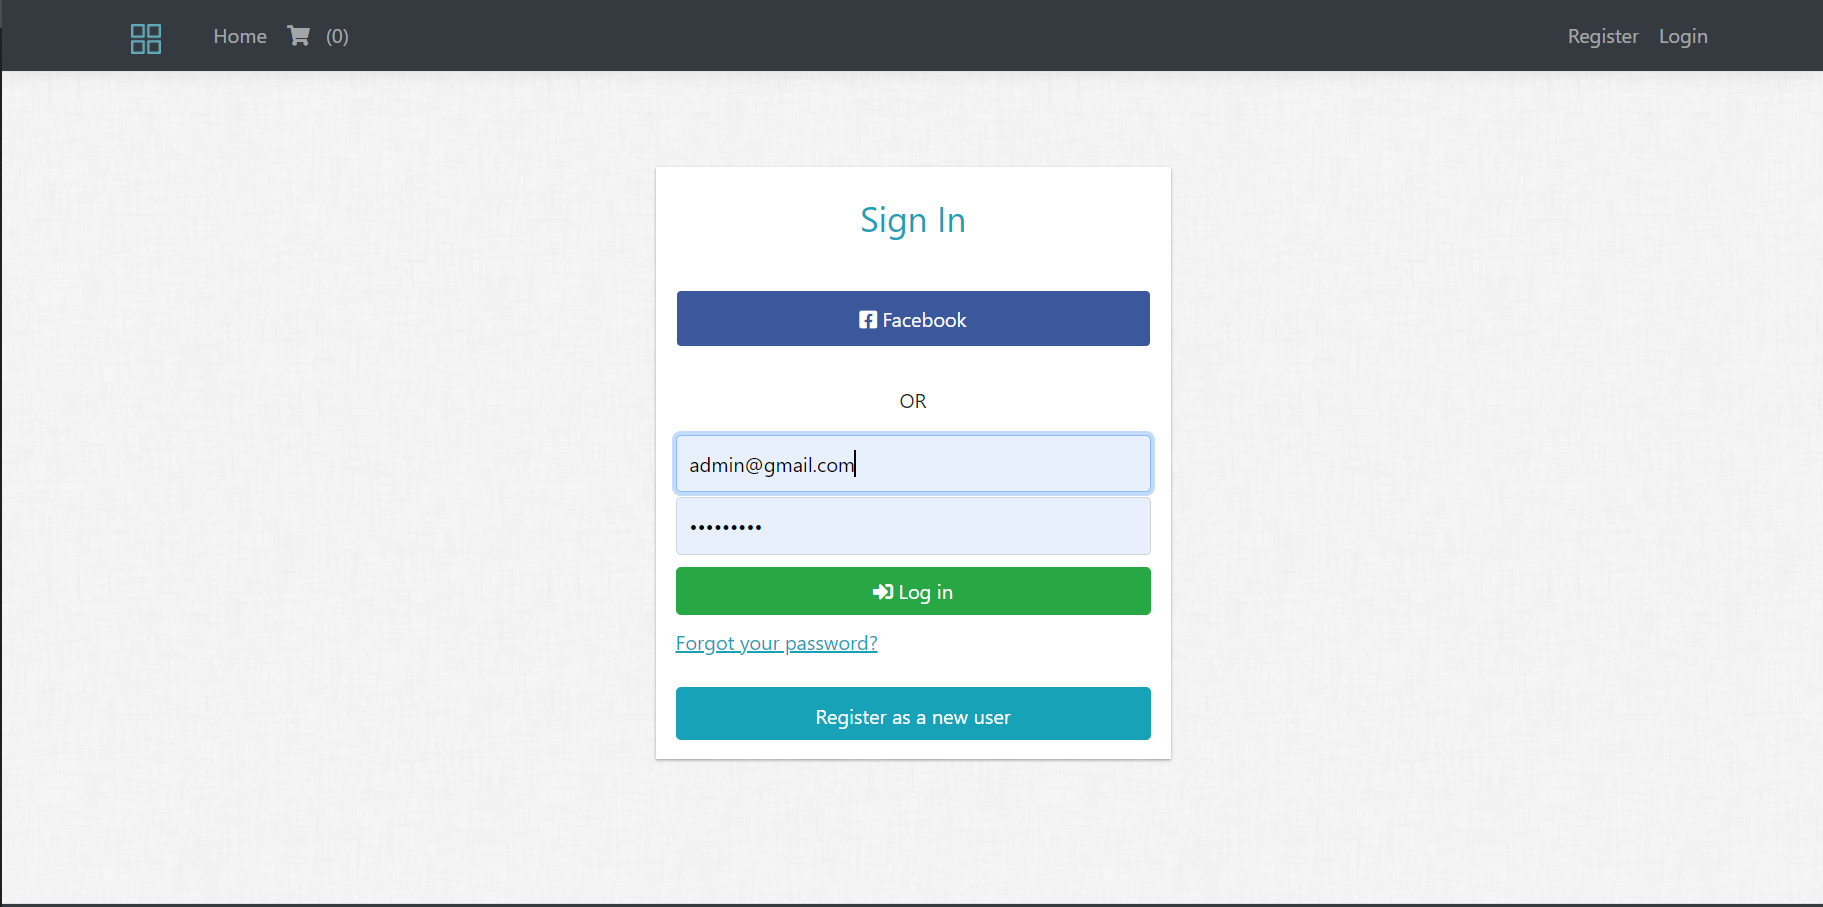 Home (0) Register Login
Sign In
Facebook
OR
admin@gmail.com
•••••••••
Log in
Forgot your password?
Register as a new user